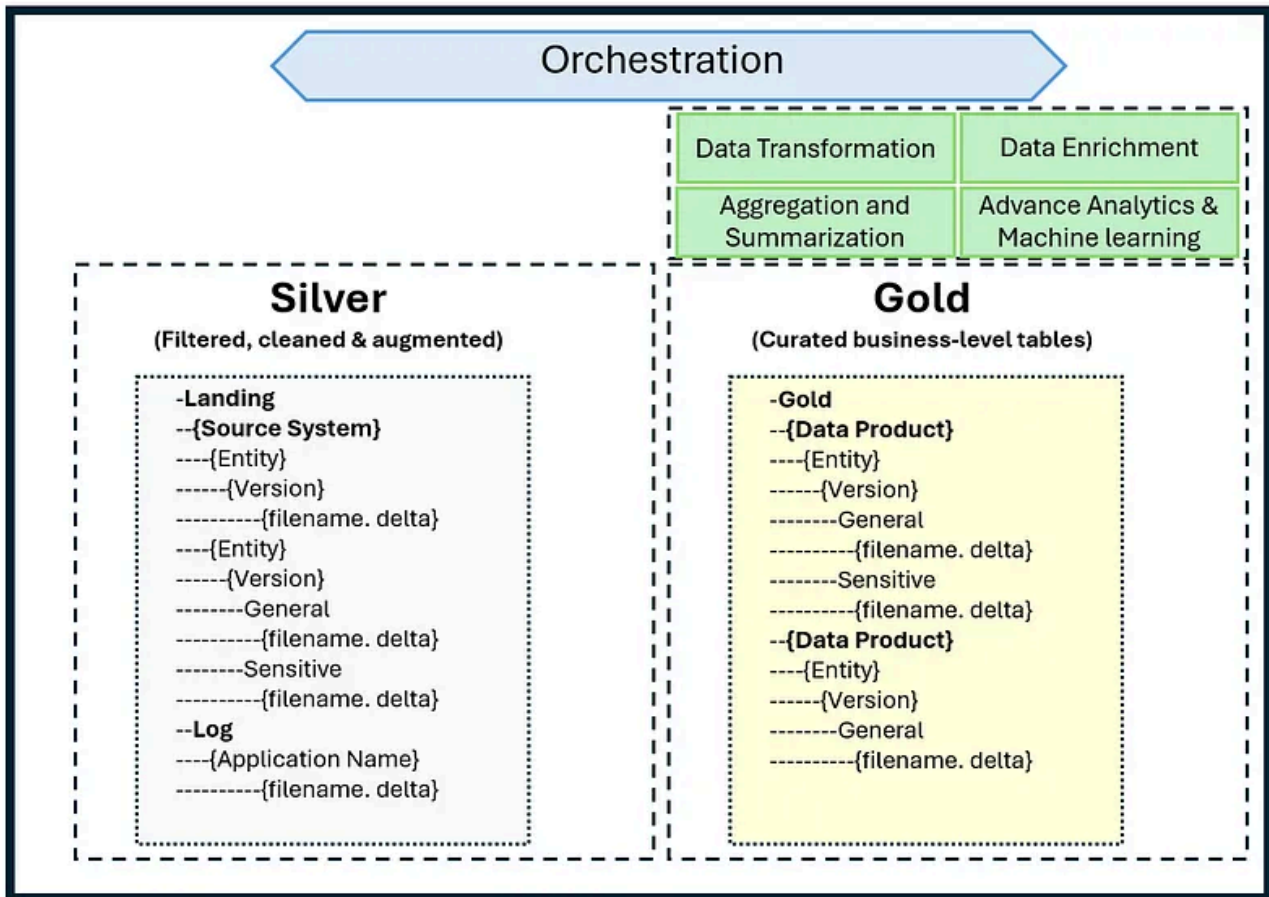 Orchestration
Data Transformation
Data Enrichment
Aggregation and
Summarization
Advance Analytics &
Machine learning
Silver
(Filtered, cleaned & augmented)
-Landing
--{Source System}
----{Entity}
------{Version}
----------{filename. delta}
----{Entity}
------{Version}
--------General
----------{filename. delta}
--------Sensitive
----------{filename. delta}
--Log
----{Application Name}
----------{filename. delta}
Gold
(Curated business-level tables)
-Gold
--{Data Product}
----{Entity}
------{Version}
--------General
----------{filename. delta}
--------Sensitive
----------{filename. delta}
--{Data Product}
----{Entity}
------{Version}
--------General
----------{filename. delta}